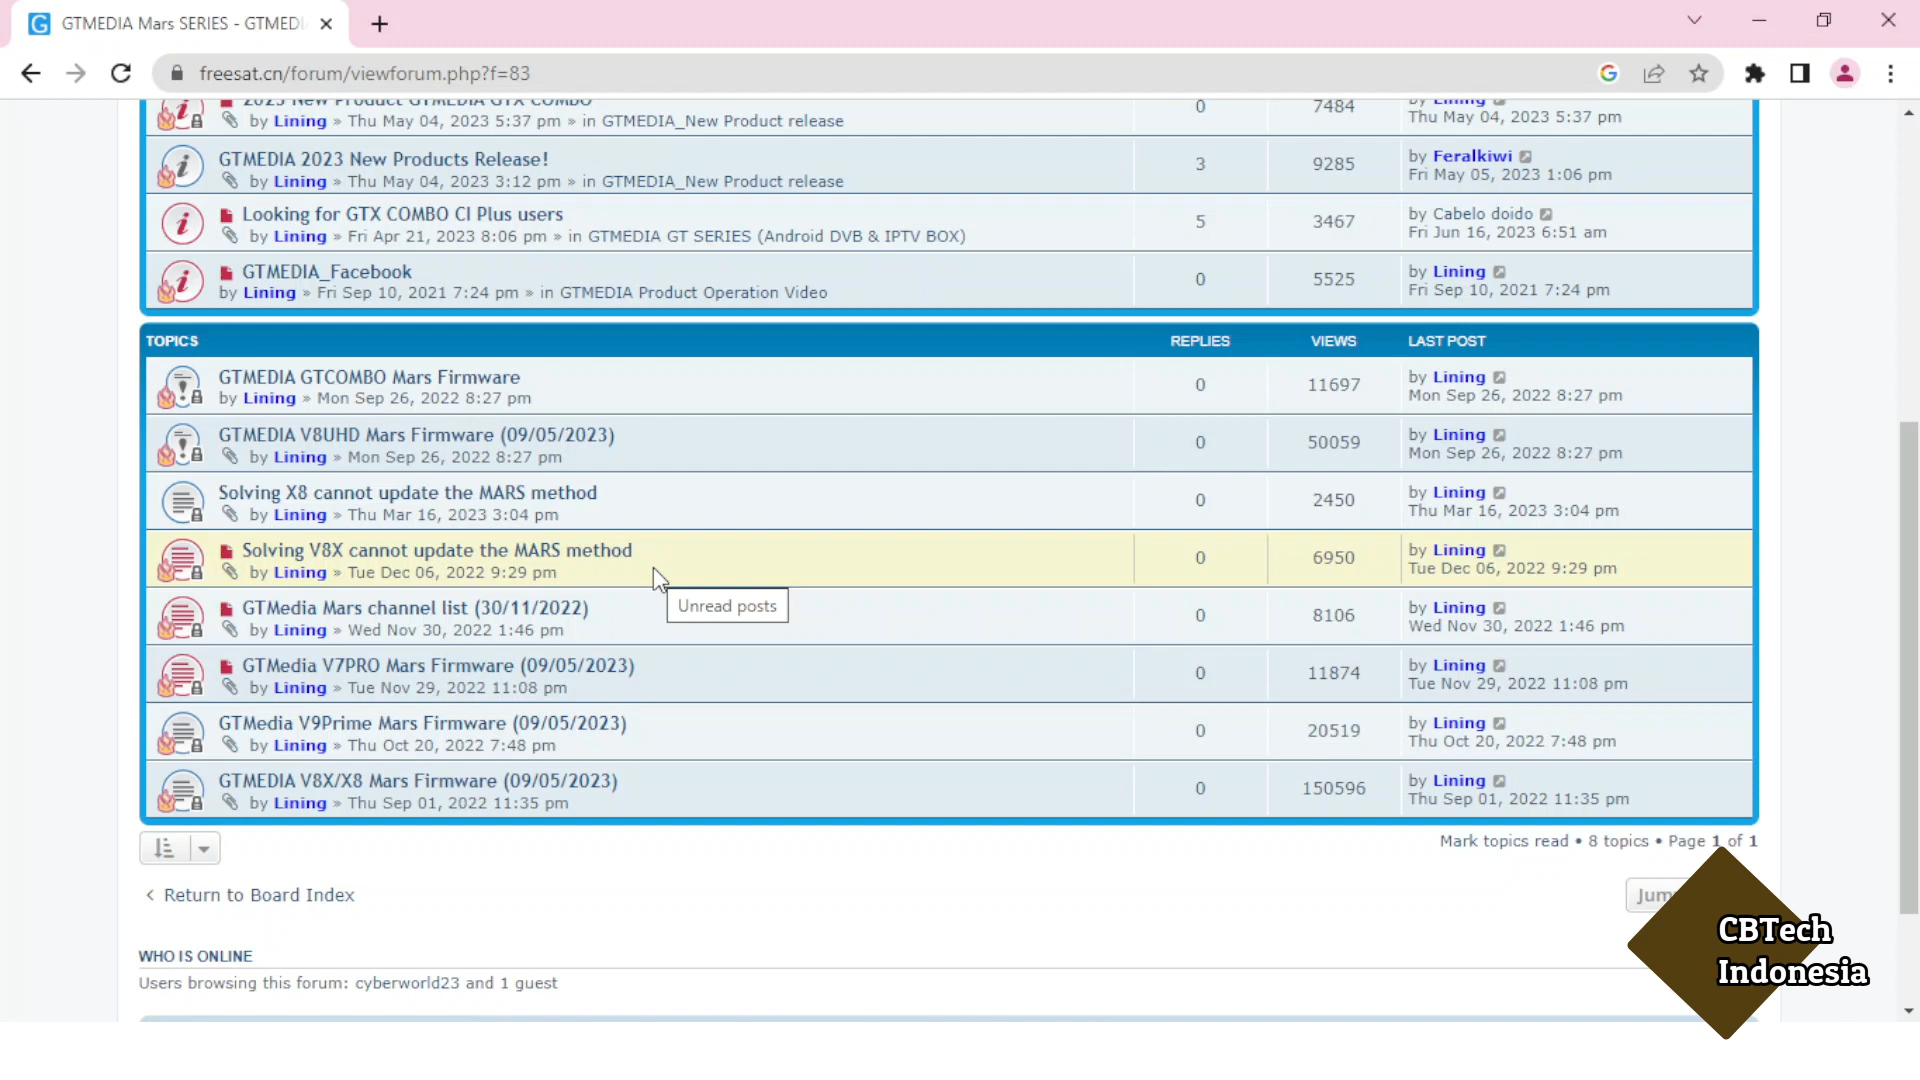 GTMEDIA Mars SERIES - GTMEDI
freesat.cn/forum/viewforum.php?f=83
2023 New Product GTMEDIA GTX COMBO
by Lining » Thu May 04, 2023 5:37 pm » in GTMEDIA_New Product release
0
7484
by Lining
Thu May 04, 2023 5:37 pm
GTMEDIA 2023 New Products Release!
by Lining » Thu May 04, 2023 3:12 pm » in GTMEDIA_New Product release
3
9285
by Feralkiwi
Fri May 05, 2023 1:06 pm
Looking for GTX COMBO CI Plus users
by Lining » Fri Apr 21, 2023 8:06 pm » in GTMEDIA GT SERIES (Android DVB & IPTV BOX)
5
3467
by Cabelo doido
Fri Jun 16, 2023 6:51 am
GTMEDIA_Facebook
by Lining » Fri Sep 10, 2021 7:24 pm » in GTMEDIA Product Operation Video
0
5525
by Lining
Fri Sep 10, 2021 7:24 pm
TOPICS REPLIES VIEWS LAST POST
GTMEDIA GTCOMBO Mars Firmware
by Lining » Mon Sep 26, 2022 8:27 pm
0
11697
by Lining
Mon Sep 26, 2022 8:27 pm
GTMEDIA V8UHD Mars Firmware (09/05/2023)
by Lining » Mon Sep 26, 2022 8:27 pm
0
50059
by Lining
Mon Sep 26, 2022 8:27 pm
Solving X8 cannot update the MARS method
by Lining » Thu Mar 16, 2023 3:04 pm
0
2450
by Lining
Thu Mar 16, 2023 3:04 pm
Solving V8X cannot update the MARS method
by Lining » Tue Dec 06, 2022 9:29 pm
0
6950
by Lining
Tue Dec 06, 2022 9:29 pm
Unread posts
GTMedia Mars channel list (30/11/2022)
by Lining » Wed Nov 30, 2022 1:46 pm
0
8106
by Lining
Wed Nov 30, 2022 1:46 pm
GTMedia V7PRO Mars Firmware (09/05/2023)
by Lining » Tue Nov 29, 2022 11:08 pm
0
11874
by Lining
Tue Nov 29, 2022 11:08 pm
GTMedia V9Prime Mars Firmware (09/05/2023)
by Lining » Thu Oct 20, 2022 7:48 pm
0
20519
by Lining
Thu Oct 20, 2022 7:48 pm
GTMEDIA V8X/X8 Mars Firmware (09/05/2023)
by Lining » Thu Sep 01, 2022 11:35 pm
0
150596
by Lining
Thu Sep 01, 2022 11:35 pm
Mark topics read • 8 topics • Page 1 of 1
Return to Board Index
CBTech
Indonesia
WHO IS ONLINE
Users browsing this forum: cyberworld23 and 1 guest